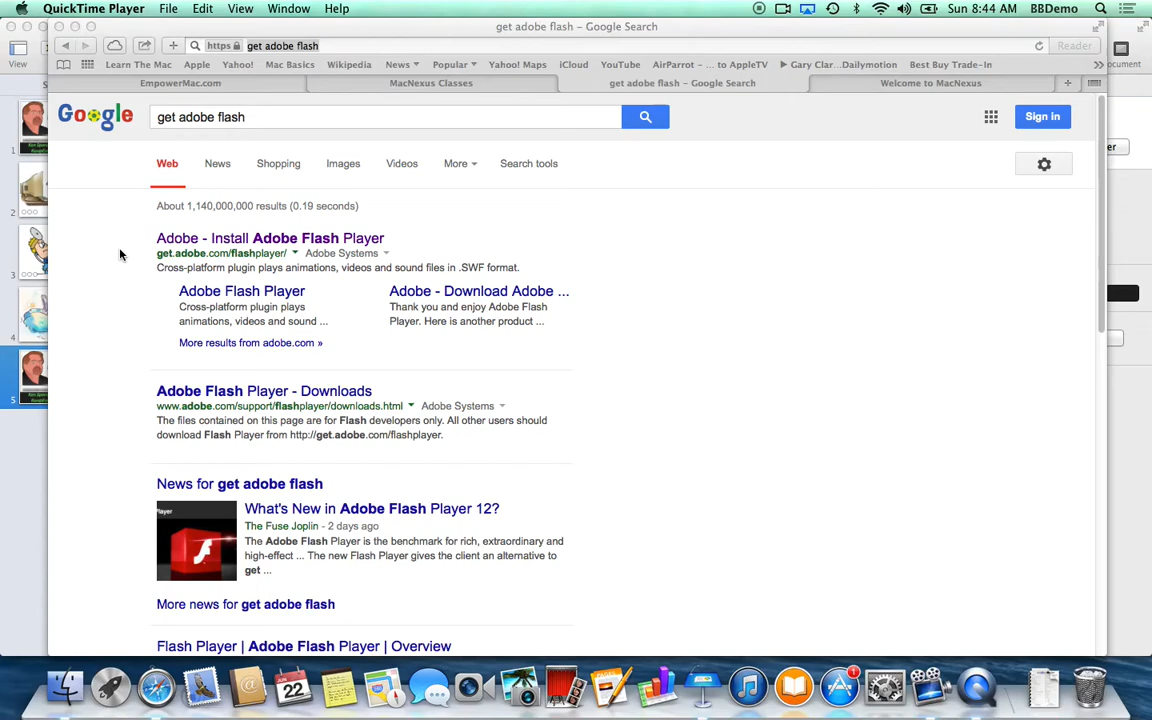 QuickTime Player File Edit View Window Help Sun 8:44 AM BBDemo
get adobe flash – Google Search
View
https get adobe flash Reader
Learn The Mac Apple Yahoo! Mac Basics Wikipedia News Popular Yahoo! Maps iCloud YouTube AirParrot ... to AppleTV Gary Clar...Dailymotion Best Buy Trade-In
EmpowerMac.com MacNexus Classes get adobe flash – Google Search Welcome to MacNexus
Google get adobe flash Sign in
Web News Shopping Images Videos More Search tools
About 1,140,000,000 results (0.19 seconds)
Adobe - Install Adobe Flash Player
get.adobe.com/flashplayer/ Adobe Systems
Cross-platform plugin plays animations, videos and sound files in .SWF format.
Adobe Flash Player
Cross-platform plugin plays
animations, videos and sound ...
Adobe - Download Adobe ...
Thank you and enjoy Adobe Flash
Player. Here is another product ...
More results from adobe.com »
Adobe Flash Player - Downloads
www.adobe.com/support/flashplayer/downloads.html Adobe Systems
The files contained on this page are for Flash developers only. All other users should
download Flash Player from http://get.adobe.com/flashplayer.
News for get adobe flash
What's New in Adobe Flash Player 12?
The Fuse Joplin - 2 days ago
The Adobe Flash Player is the benchmark for rich, extraordinary and
high-effect ... The new Flash Player gives the client an alternative to
get ...
More news for get adobe flash
Flash Player | Adobe Flash Player | Overview
1
2
3
4
5
JAN
22
1